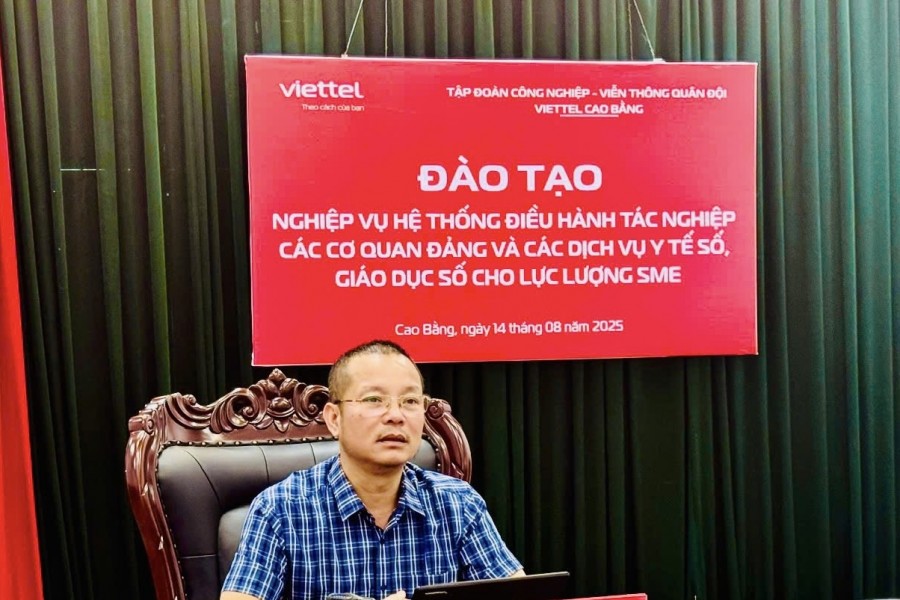 viettel
Theo cách của bạn
TẬP ĐOÀN CÔNG NGHIỆP - VIỄN THÔNG QUÂN ĐỘI
VIETTEL CAO BẰNG
ĐÀO TẠO
NGHIỆP VỤ HỆ THỐNG ĐIỀU HÀNH TÁC NGHIỆP
CÁC CƠ QUAN ĐẢNG VÀ CÁC DỊCH VỤ Y TẾ SỐ,
GIÁO DỤC SỐ CHO LỰC LƯỢNG SME
Cao Bằng, ngày 14 tháng 08 năm 2025